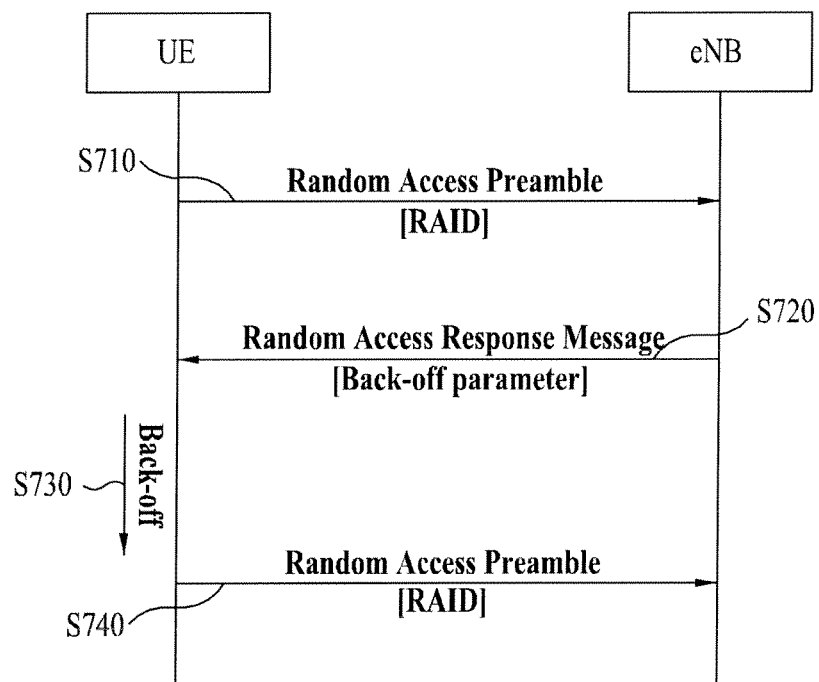 UE
eNB
S710
Random Access Preamble
[RAID]
S720
Random Access Response Message
[Back-off parameter]
Back-off
S730
Random Access Preamble
[RAID]
S740